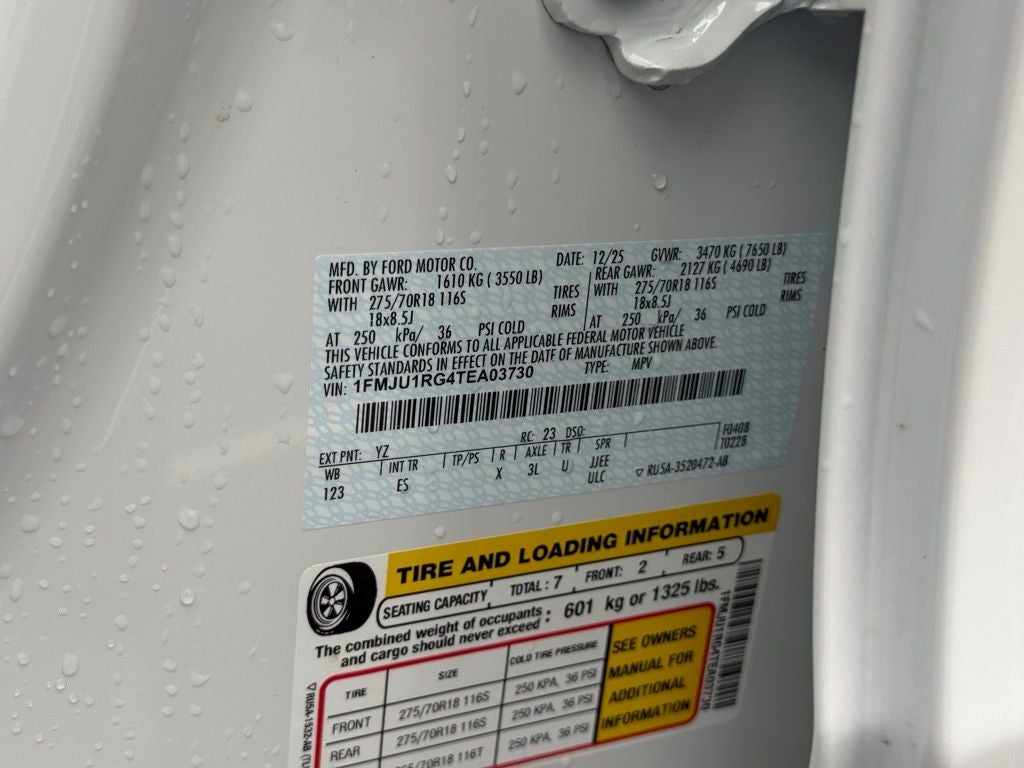 MFD. BY FORD MOTOR CO. DATE: 12/25 GVWR: 3470 KG ( 7650 LB)
FRONT GAWR: 1610 KG ( 3550 LB) REAR GAWR: 2127 KG ( 4690 LB)
WITH 275/70R18 116S TIRES WITH 275/70R18 116S TIRES
18x8.5J RIMS 18x8.5J RIMS
AT 250 kPa/ 36 PSI COLD AT 250 kPa/ 36 PSI COLD
THIS VEHICLE CONFORMS TO ALL APPLICABLE FEDERAL MOTOR VEHICLE
SAFETY STANDARDS IN EFFECT ON THE DATE OF MANUFACTURE SHOWN ABOVE.
VIN: 1FMJU1RG4TEA03730 TYPE: MPV
EXT PNT: YZ RC: 23 DSO: F0408
T0228
WB INT TR TP/PS R AXLE TR SPR
123 ES X 3L U JJEE
ULC ▽ RU5A-3520472-AB
TIRE AND LOADING INFORMATION
SEATING CAPACITY TOTAL : 7 FRONT: 2 REAR: 5
The combined weight of occupants
and cargo should never exceed : 601 kg or 1325 lbs.
TIRE SIZE COLD TIRE PRESSURE
FRONT 275/70R18 116S 250 KPA, 36 PSI
REAR 275/70R18 116S 250 KPA, 36 PSI
275/70R18 116T 250 KPA, 36 PSI
SEE OWNERS
MANUAL FOR
ADDITIONAL
INFORMATION
1FMJU1RG4TEA03730
▽ RU5A-1532-AB